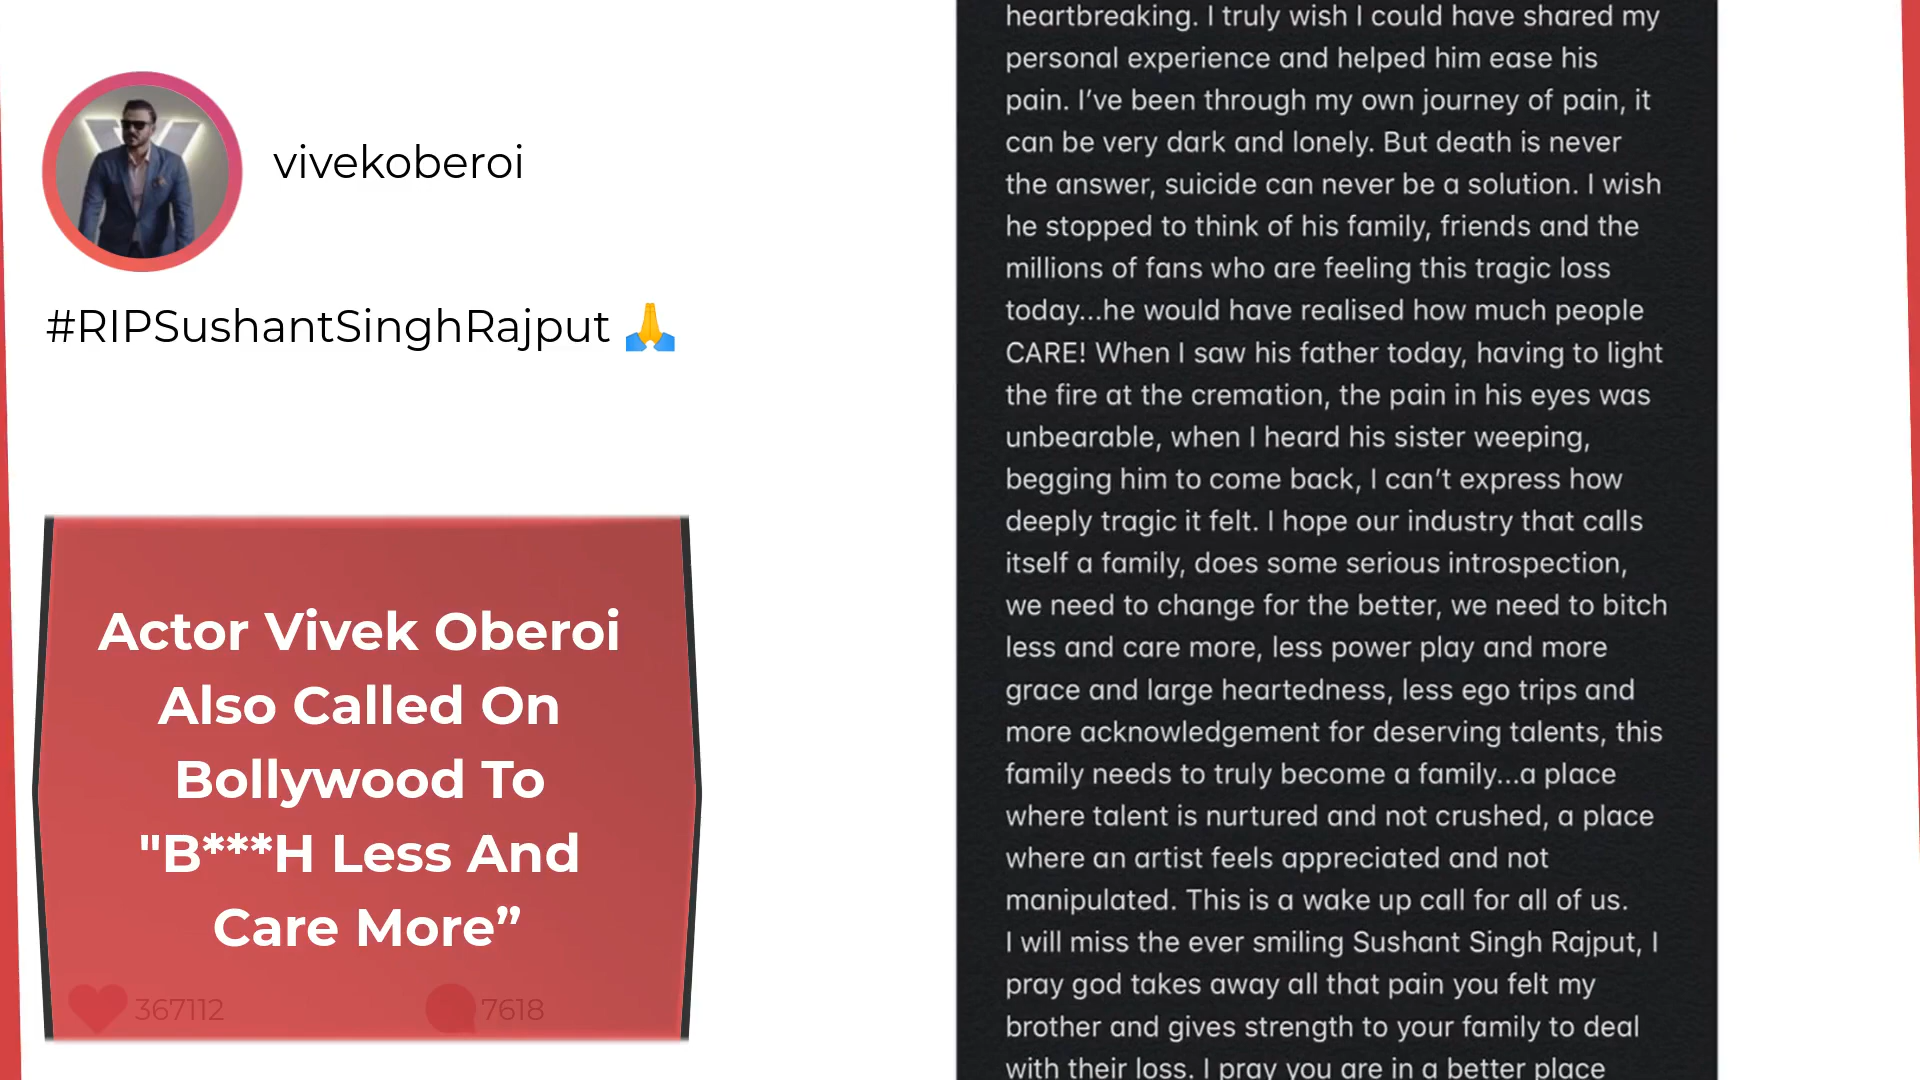 vivekoberoi
#RIPSushantSinghRajput 🙏
Actor Vivek Oberoi
Also Called On
Bollywood To
"B***H Less And
Care More”
367112
7618
heartbreaking. I truly wish I could have shared my
personal experience and helped him ease his
pain. I’ve been through my own journey of pain, it
can be very dark and lonely. But death is never
the answer, suicide can never be a solution. I wish
he stopped to think of his family, friends and the
millions of fans who are feeling this tragic loss
today...he would have realised how much people
CARE! When I saw his father today, having to light
the fire at the cremation, the pain in his eyes was
unbearable, when I heard his sister weeping,
begging him to come back, I can’t express how
deeply tragic it felt. I hope our industry that calls
itself a family, does some serious introspection,
we need to change for the better, we need to bitch
less and care more, less power play and more
grace and large heartedness, less ego trips and
more acknowledgement for deserving talents, this
family needs to truly become a family...a place
where talent is nurtured and not crushed, a place
where an artist feels appreciated and not
manipulated. This is a wake up call for all of us.
I will miss the ever smiling Sushant Singh Rajput, I
pray god takes away all that pain you felt my
brother and gives strength to your family to deal
with their loss. I pray you are in a better place